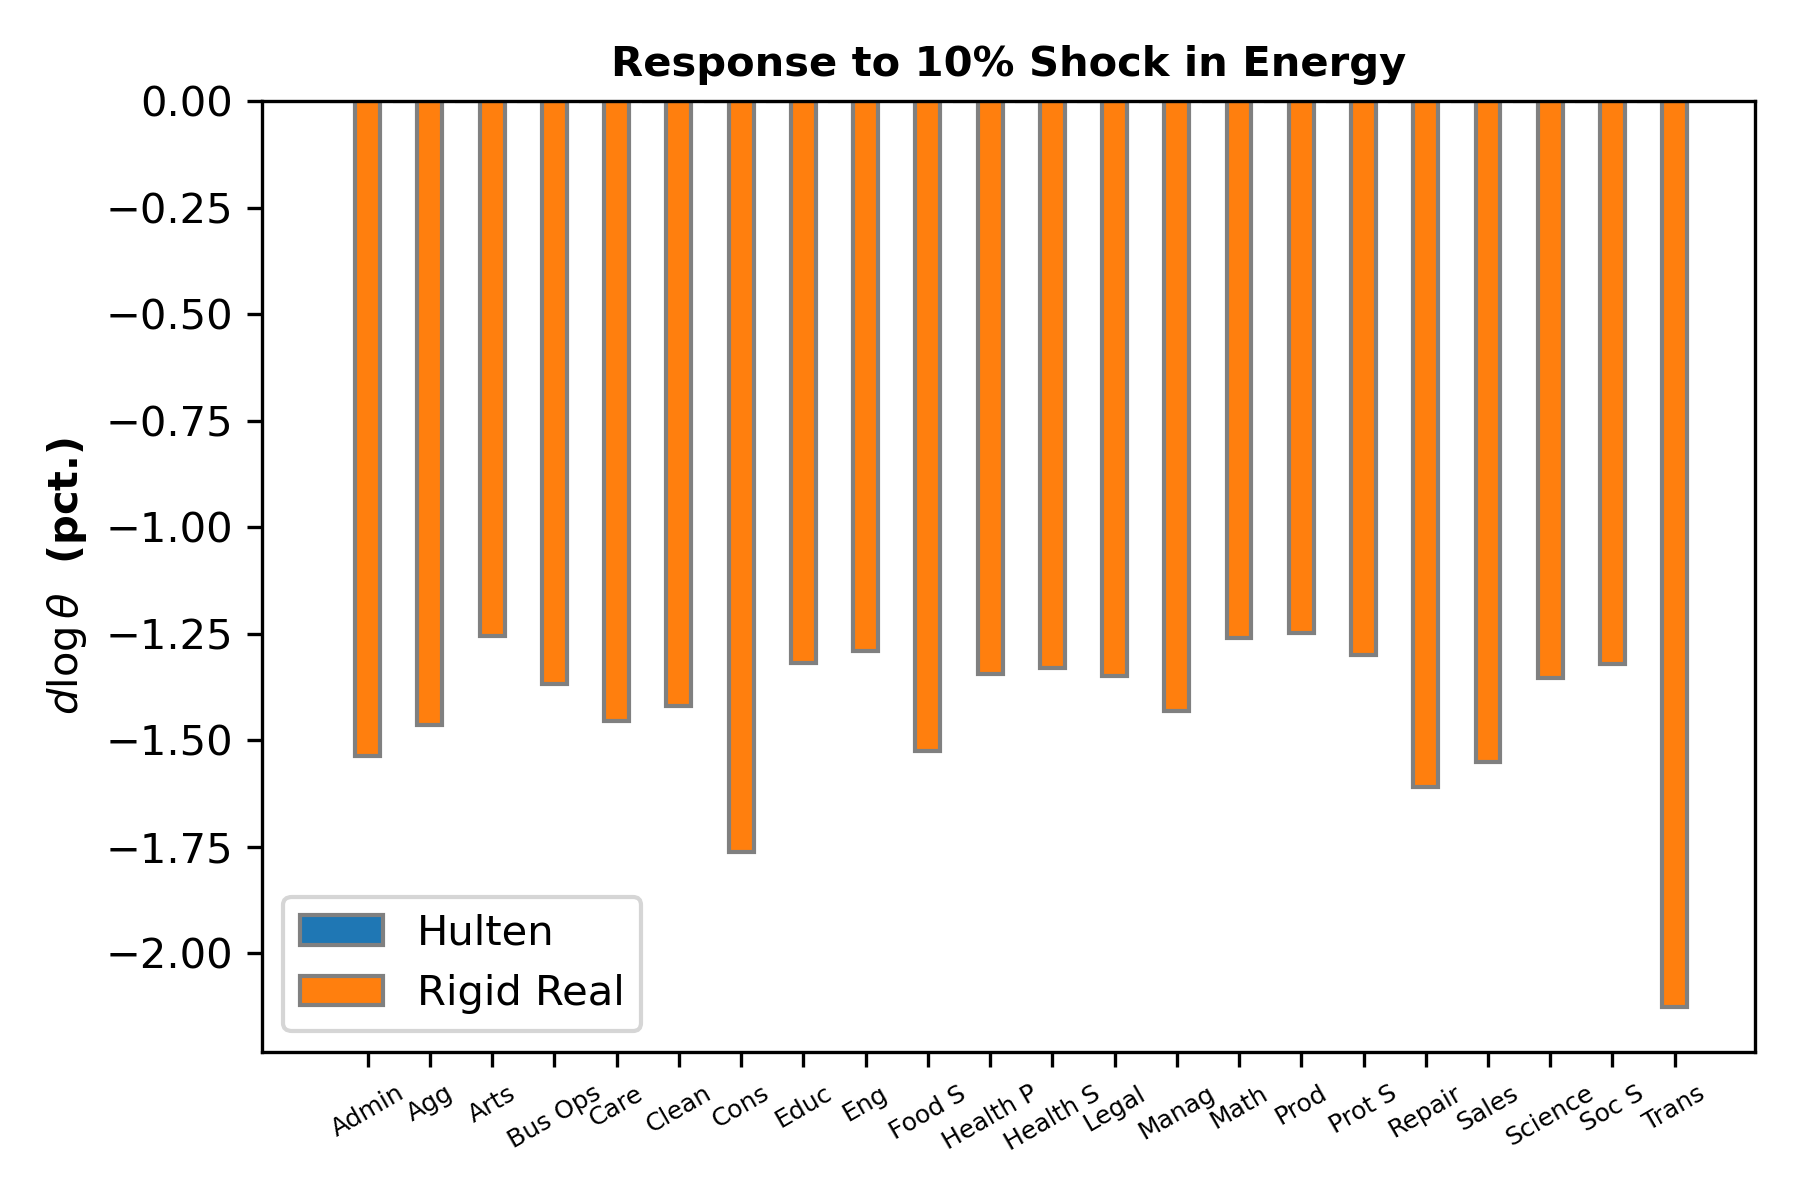 Response to 10% Shock in Energy
0.00
−0.25
−0.50
−0.75
−1.00
−1.25
−1.50
−1.75
−2.00
dlogθ (pct.)
Hulten
Rigid Real
Admin
Agg
Arts
Bus Ops
Care
Clean
Cons
Educ
Eng
Food S
Health P
Health S
Legal
Manag
Math
Prod
Prot S
Repair
Sales
Science
Soc S
Trans